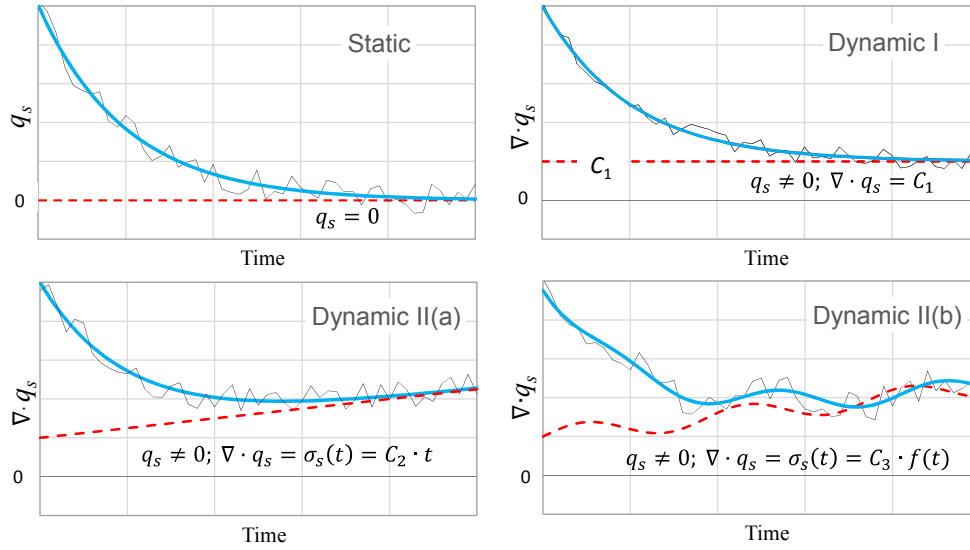 Static
q_s
0
q_s = 0
Time
Dynamic I
∇·q_s
C_1
q_s ≠ 0; ∇ · q_s = C_1
0
Time
Dynamic II(a)
∇·q_s
q_s ≠ 0; ∇ · q_s = σ_s(t) = C_2 · t
0
Time
Dynamic II(b)
∇·q_s
q_s ≠ 0; ∇ · q_s = σ_s(t) = C_3 · f(t)
0
Time